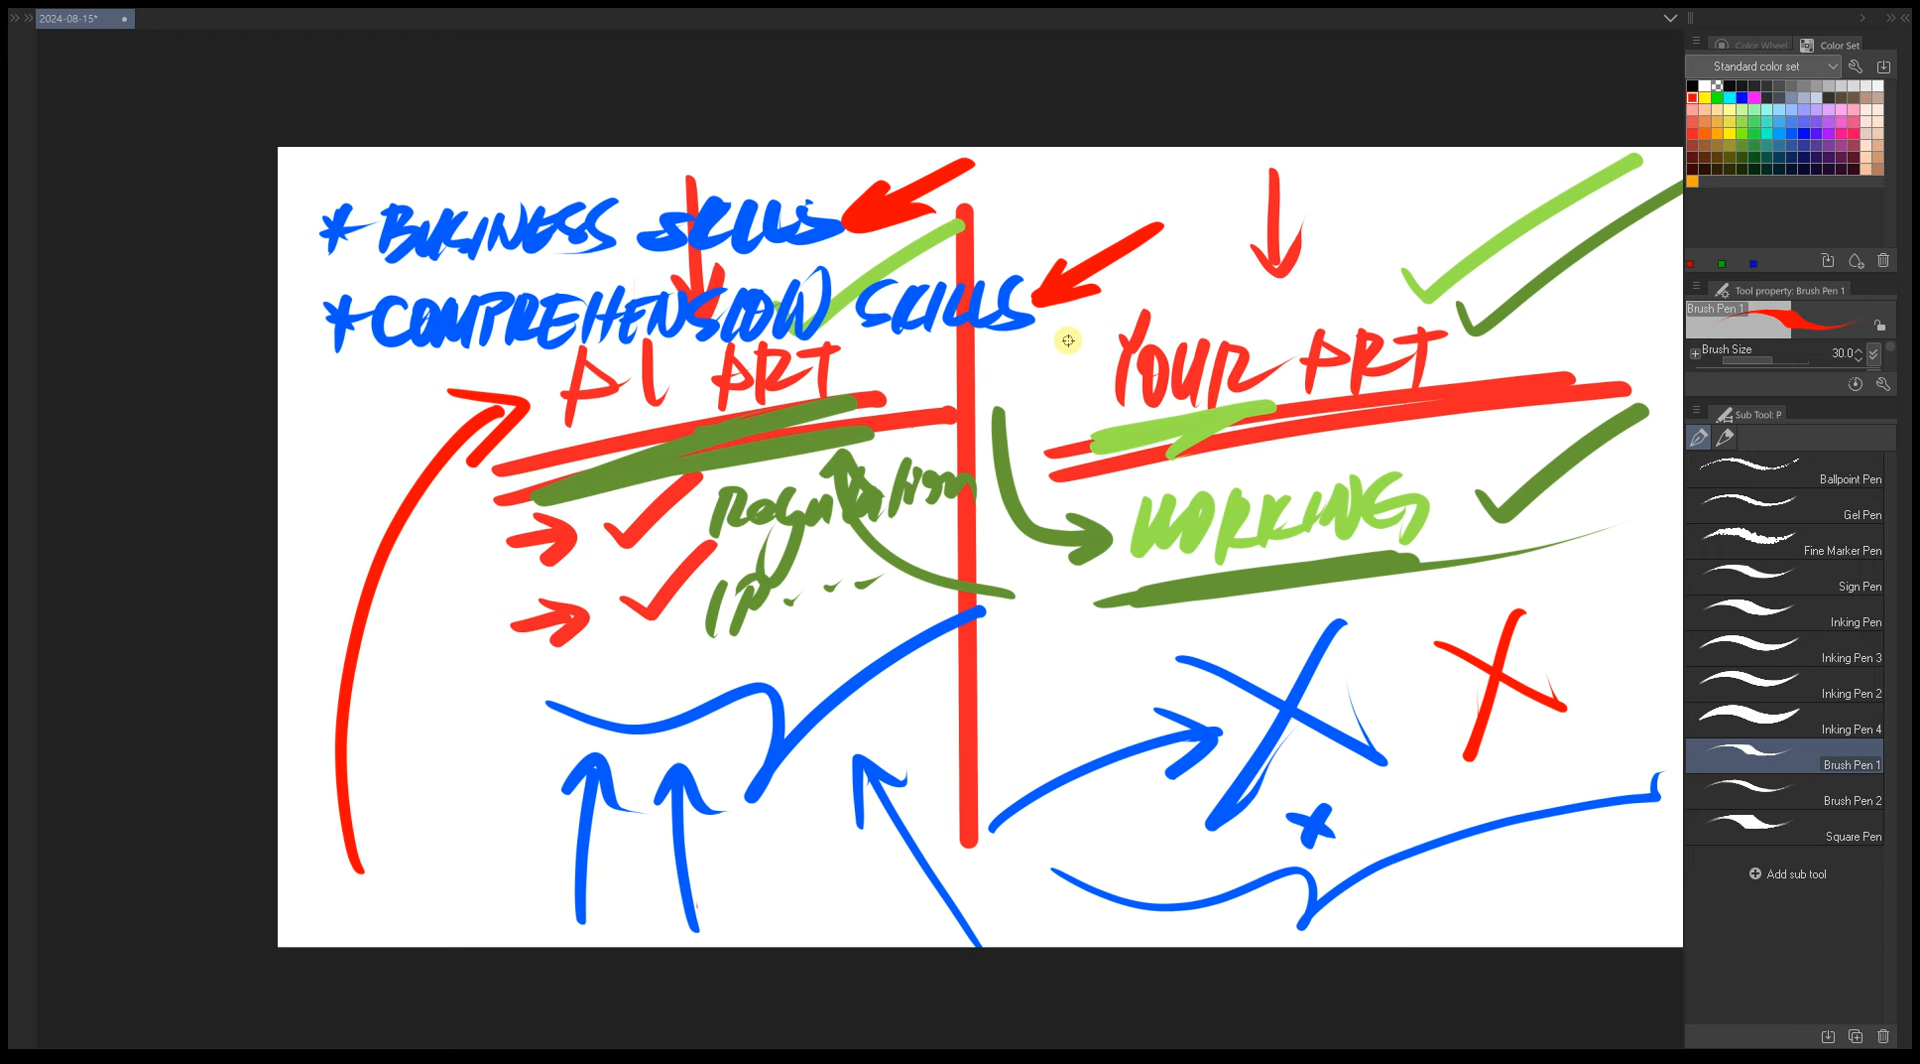 2024-08-15*
Color Wheel
Color Set
Standard color set
* BUSINESS SKILLS
* COMPREHENSION SKILLS
PRT
YOUR PRT
WORKING
IP....
Tool property: Brush Pen 1
Brush Pen 1
Brush Size
30.0
Sub Tool: P
Ballpoint Pen
Gel Pen
Fine Marker Pen
Sign Pen
Inking Pen
Inking Pen 3
Inking Pen 2
Inking Pen 4
Brush Pen 1
Brush Pen 2
Square Pen
Add sub tool